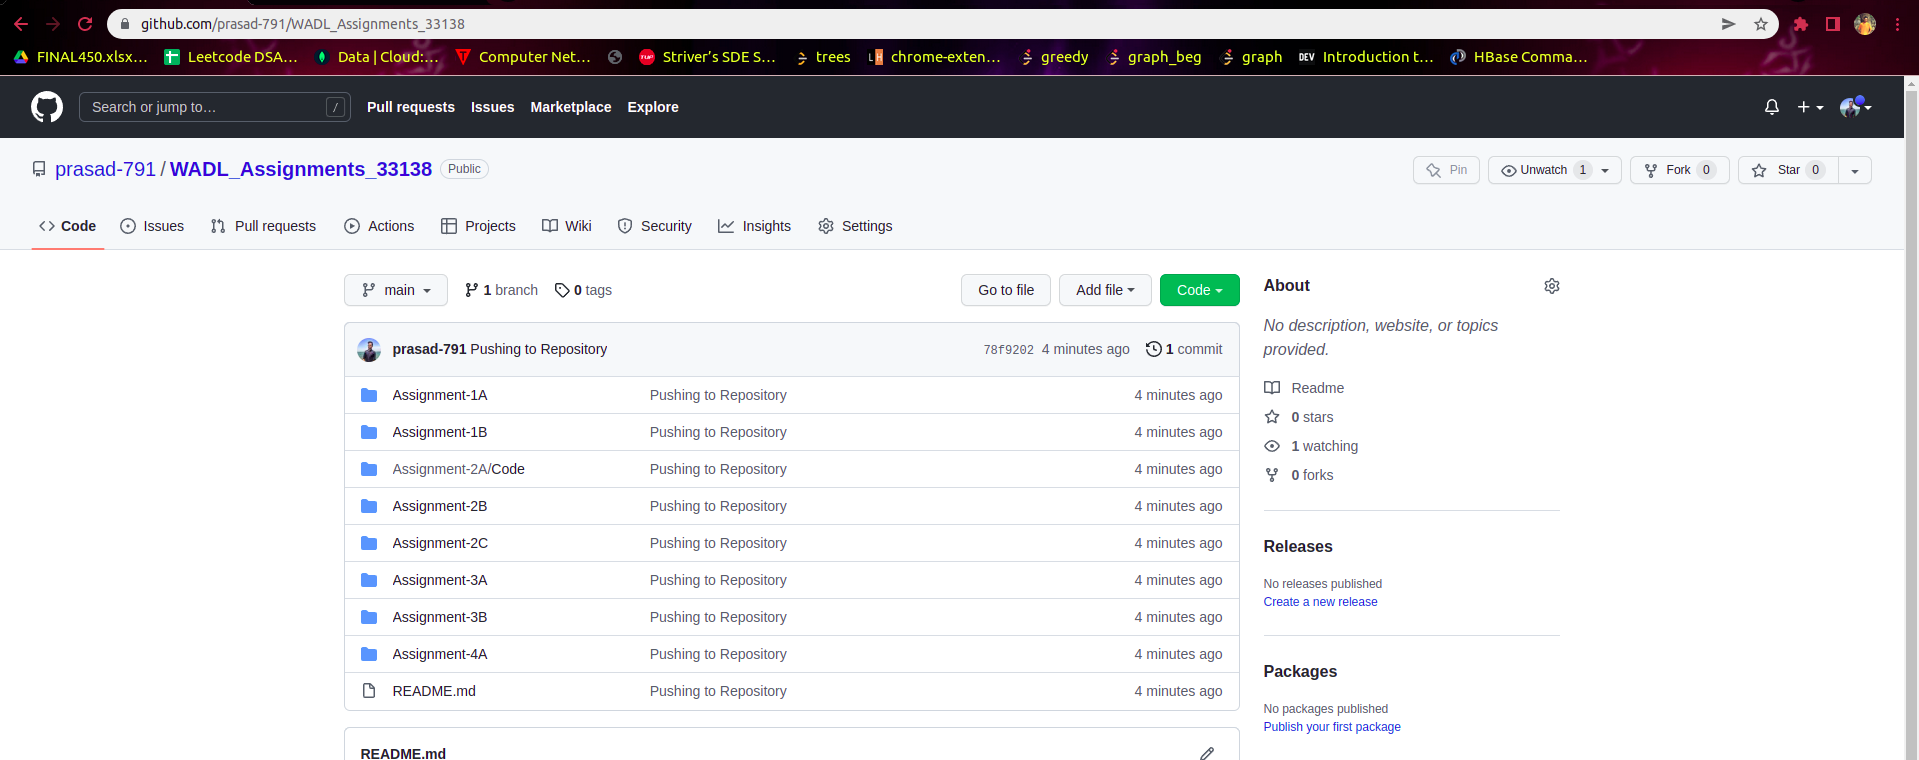 github.com/prasad-791/WADL_Assignments_33138
FINAL450.xlsx... Leetcode DSA... Data | Cloud:... Computer Net... Striver's SDE S... trees chrome-exten... greedy graph_beg graph DEV Introduction t... HBase Comma...
Search or jump to... / Pull requests Issues Marketplace Explore
prasad-791 / WADL_Assignments_33138 Public Pin Unwatch 1 Fork 0 Star 0
Code Issues Pull requests Actions Projects Wiki Security Insights Settings
main 1 branch 0 tags Go to file Add file Code
prasad-791 Pushing to Repository 78f9202 4 minutes ago 1 commit
Assignment-1A Pushing to Repository 4 minutes ago
Assignment-1B Pushing to Repository 4 minutes ago
Assignment-2A/Code Pushing to Repository 4 minutes ago
Assignment-2B Pushing to Repository 4 minutes ago
Assignment-2C Pushing to Repository 4 minutes ago
Assignment-3A Pushing to Repository 4 minutes ago
Assignment-3B Pushing to Repository 4 minutes ago
Assignment-4A Pushing to Repository 4 minutes ago
README.md Pushing to Repository 4 minutes ago
README.md
About
No description, website, or topics
provided.
Readme
0 stars
1 watching
0 forks
Releases
No releases published
Create a new release
Packages
No packages published
Publish your first package